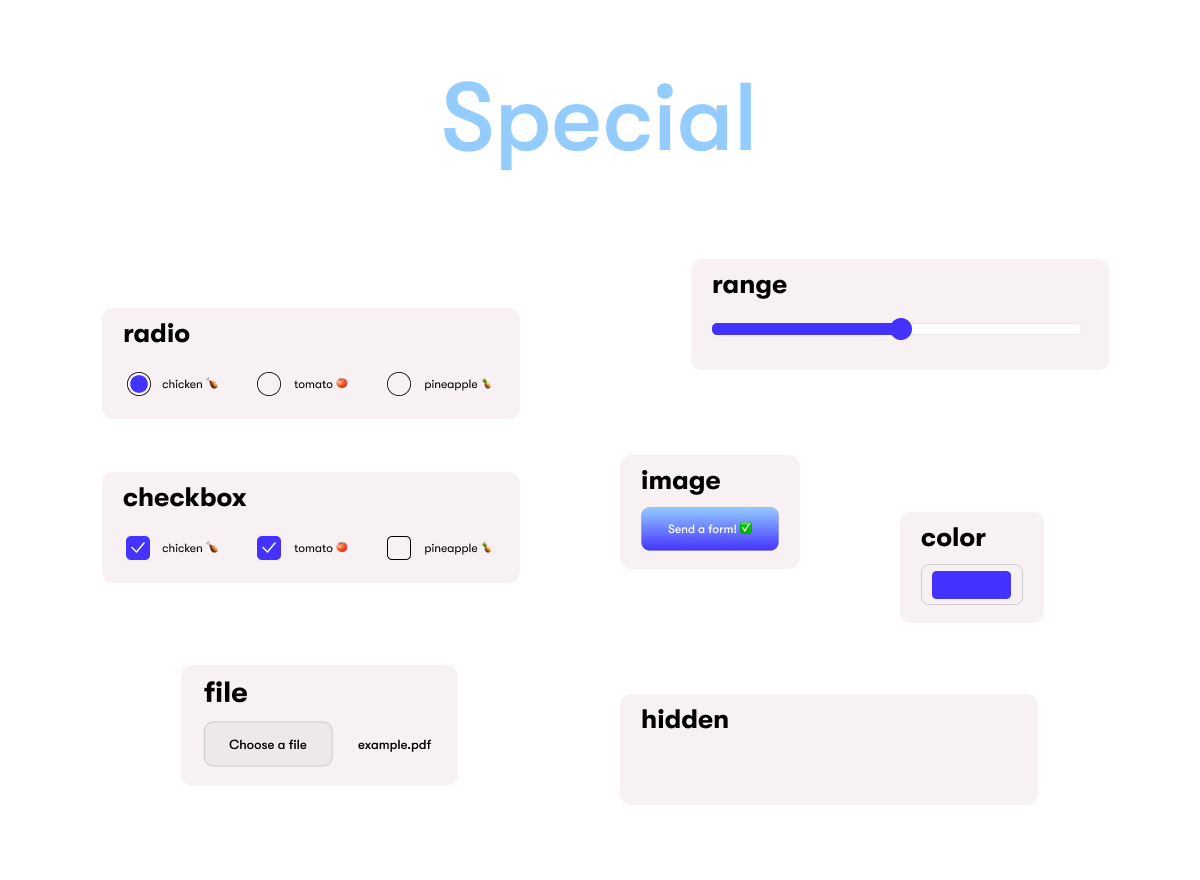 Special
radio
chicken 🍗
tomato 🍅
pineapple 🍍
checkbox
chicken 🍗
tomato 🍅
pineapple 🍍
file
Choose a file
example.pdf
range
image
Send a form! ✅
color
hidden